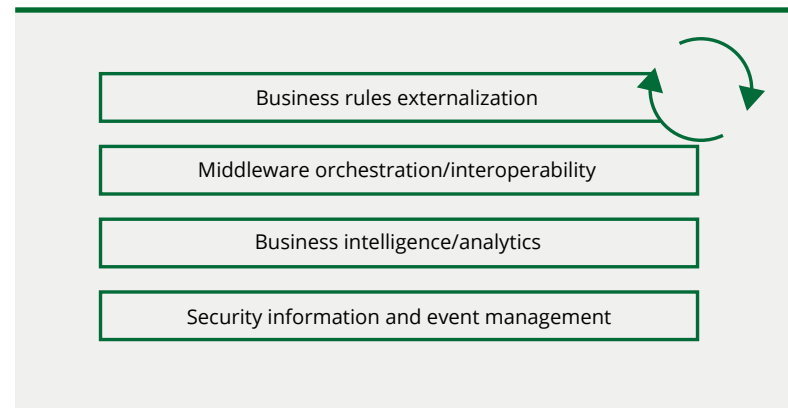 Business rules externalization
Middleware orchestration/interoperability
Business intelligence/analytics
Security information and event management